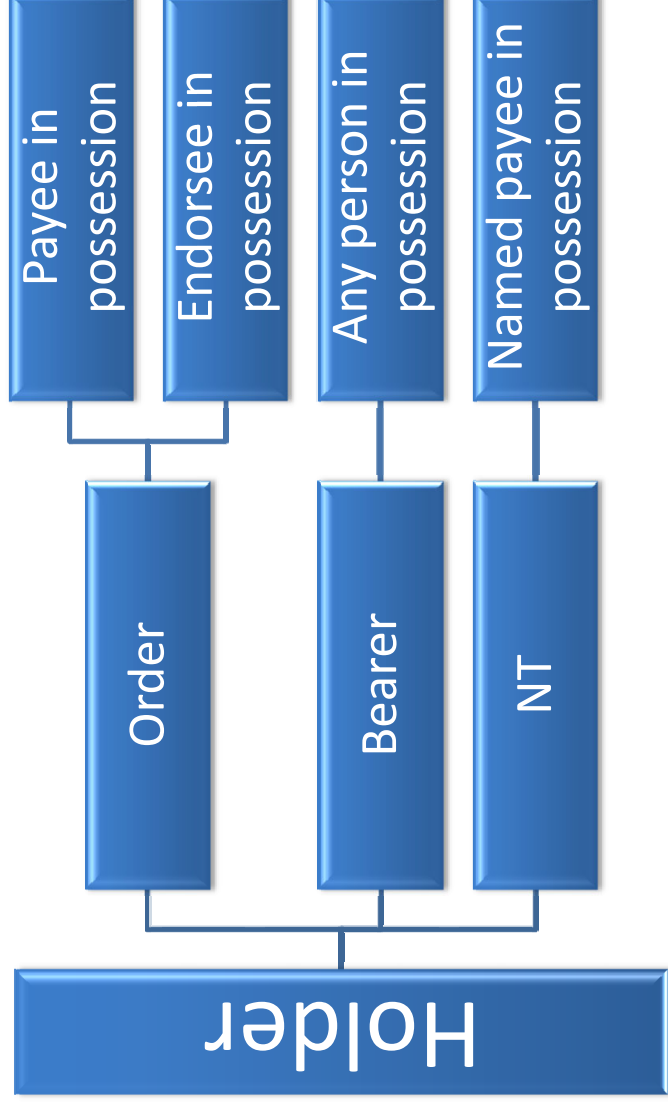 Holder
Order
Payee in
possession
Endorsee in
possession
Bearer
Any person in
possession
NT
Named payee in
possession